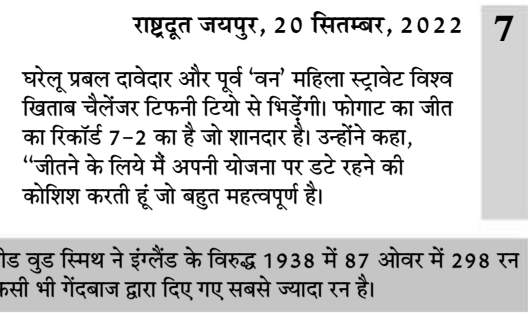 राष्ट्रदूत जयपुर, 20 सितम्बर, 2022 7
घरेलू प्रबल दावेदार और पूर्व ‘वन’ महिला स्ट्रावेट विश्व
खिताब चैलेंजर टिफनी टियो से भिड़ेंगी। फोगाट का जीत
का रिकॉर्ड 7-2 का है जो शानदार है। उन्होंने कहा,
“जीतने के लिये मैं अपनी योजना पर डटे रहने की
कोशिश करती हूं जो बहुत महत्वपूर्ण है।
वुड स्मिथ ने इंग्लैंड के विरुद्ध 1938 में 87 ओवर में 298 रन
भी गेंदबाज द्वारा दिए गए सबसे ज्यादा रन है।